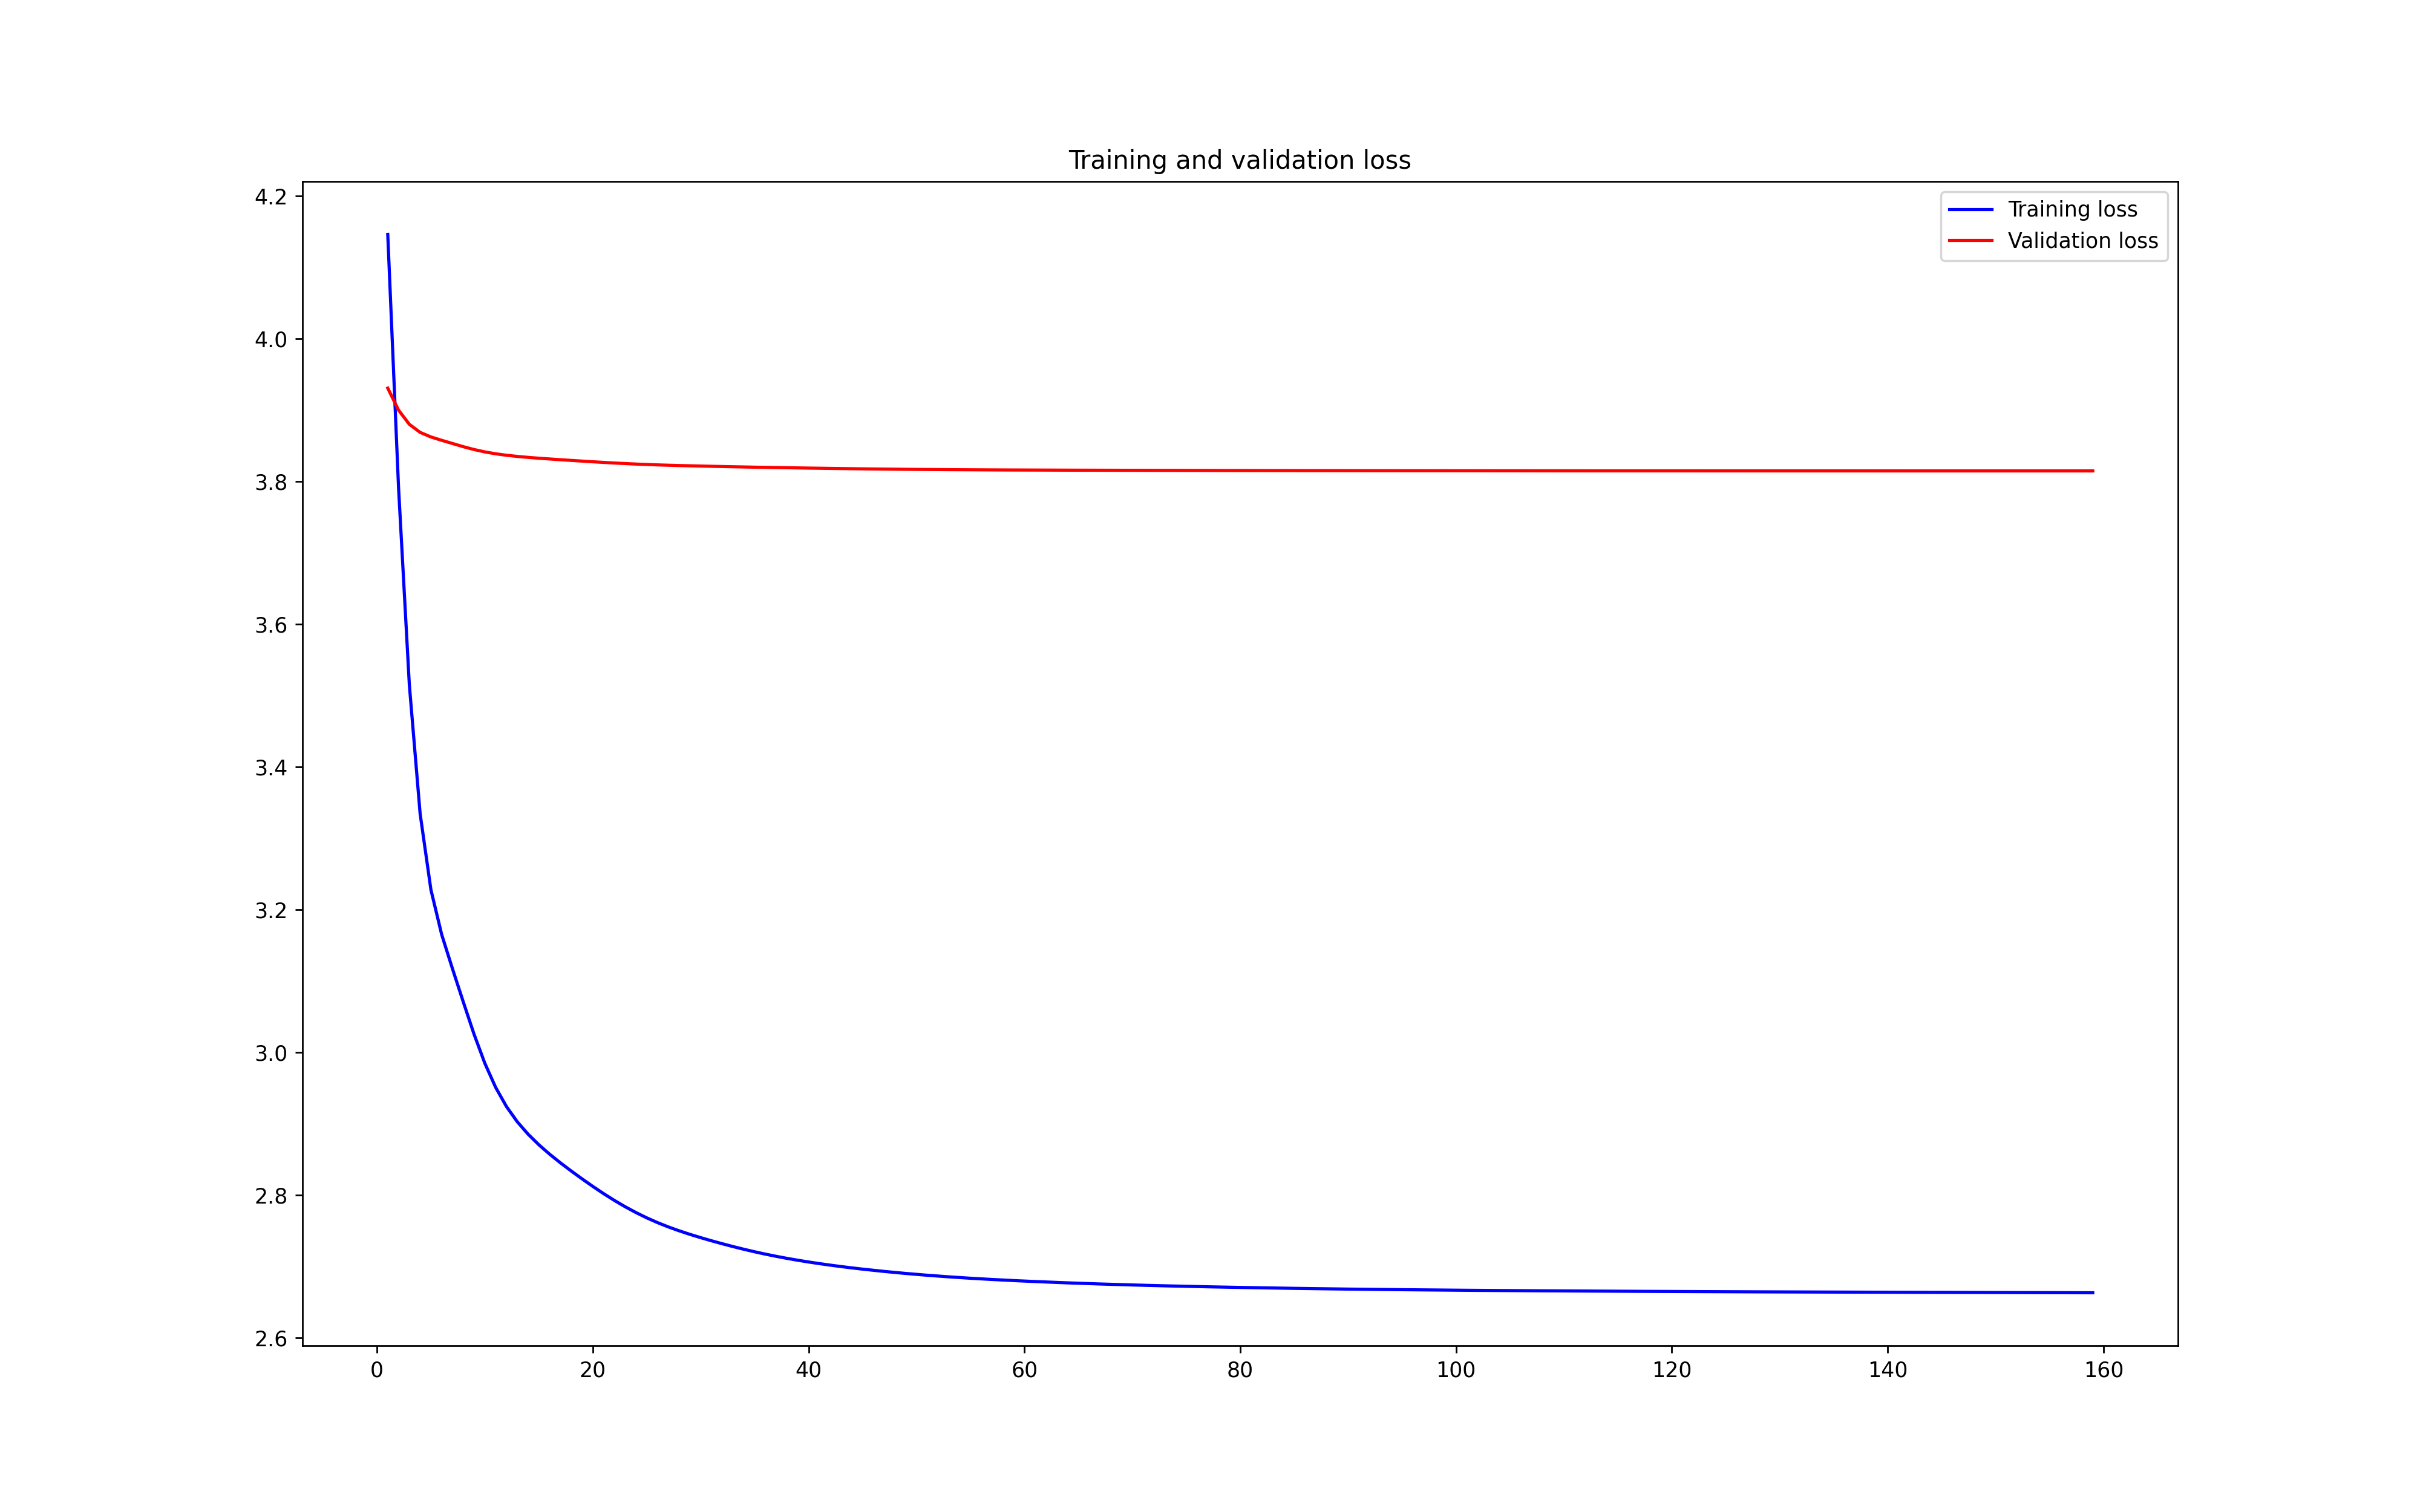 Training and validation loss
Training loss
Validation loss
4.2
4.0
3.8
3.6
3.4
3.2
3.0
2.8
2.6
0 20 40 60 80 100 120 140 160